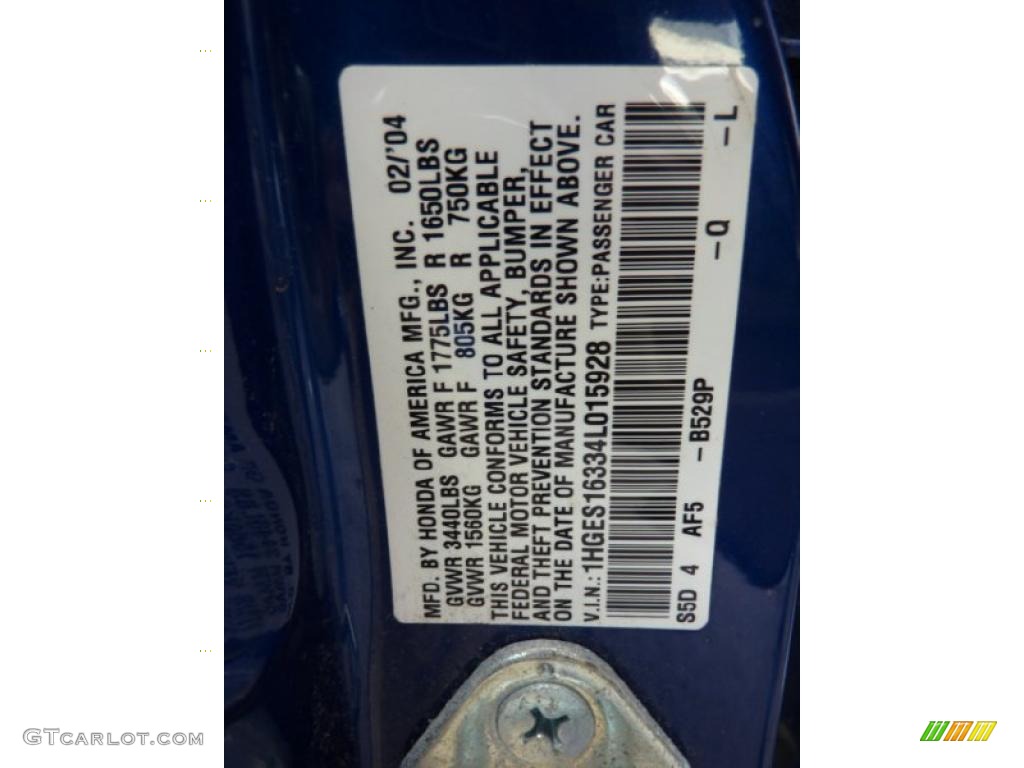 MFD. BY HONDA OF AMERICA MFG., INC. 02/'04
GVWR 3440LBS GAWR F 1775LBS R 1650LBS
GVWR 1560KG GAWR F 805KG R 750KG
THIS VEHICLE CONFORMS TO ALL APPLICABLE
FEDERAL MOTOR VEHICLE SAFETY, BUMPER,
AND THEFT PREVENTION STANDARDS IN EFFECT
ON THE DATE OF MANUFACTURE SHOWN ABOVE.
V.I.N.: 1HGES16334L015928 TYPE:PASSENGER CAR
S5D 4 AF5 -B529P -Q -L
GTCARLOT.COM